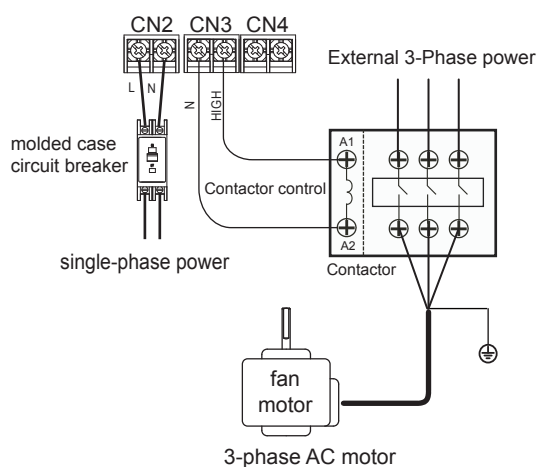 CN2 CN3 CN4
External 3-Phase power
L N
N
HIGH
molded case
circuit breaker
A1
Contactor control
A2
single-phase power
Contactor
fan
motor
3-phase AC motor